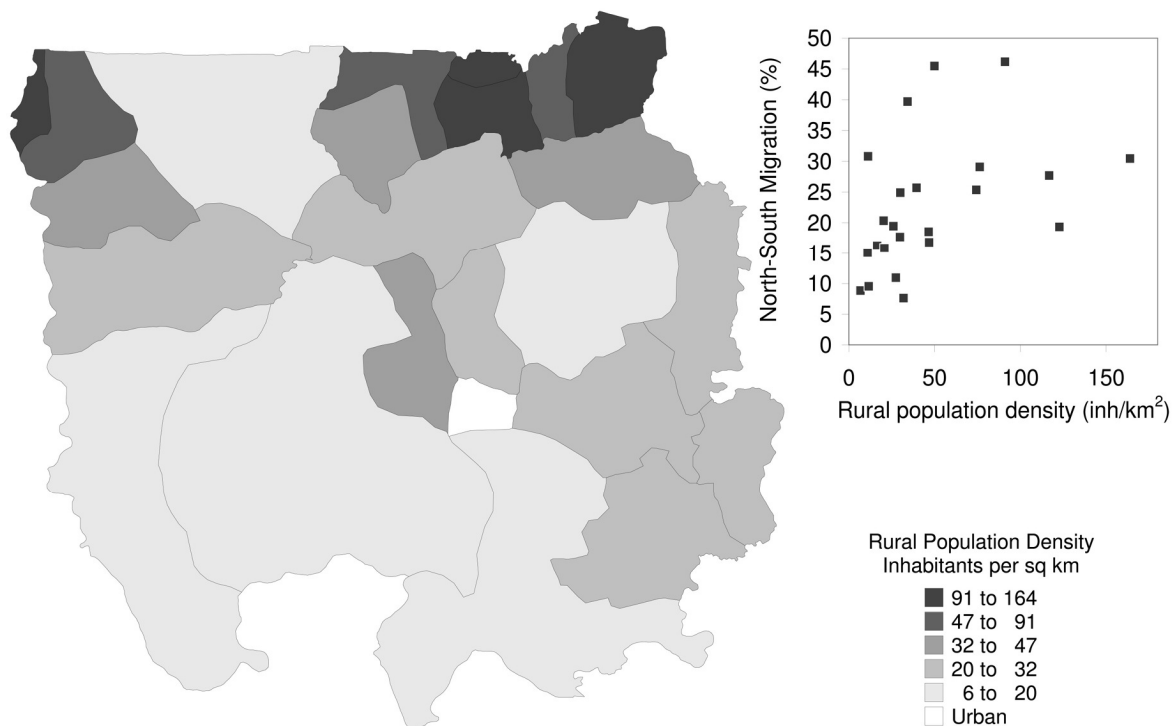 50
45
40
35
30
25
20
15
10
5
0
North-South Migration (%)
0 50 100 150
Rural population density (inh/km²)
Rural Population Density
Inhabitants per sq km
91 to 164
47 to 91
32 to 47
20 to 32
6 to 20
Urban